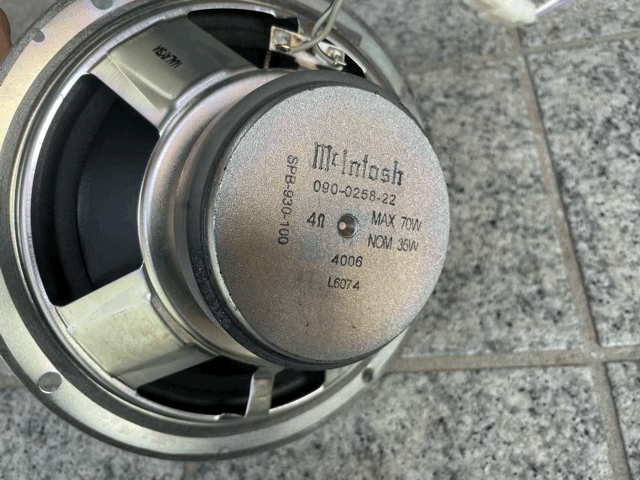 McIntosh
090-0258-22
SPB-930-100
4Ω
MAX 70W
NOM 35W
4006
L6074